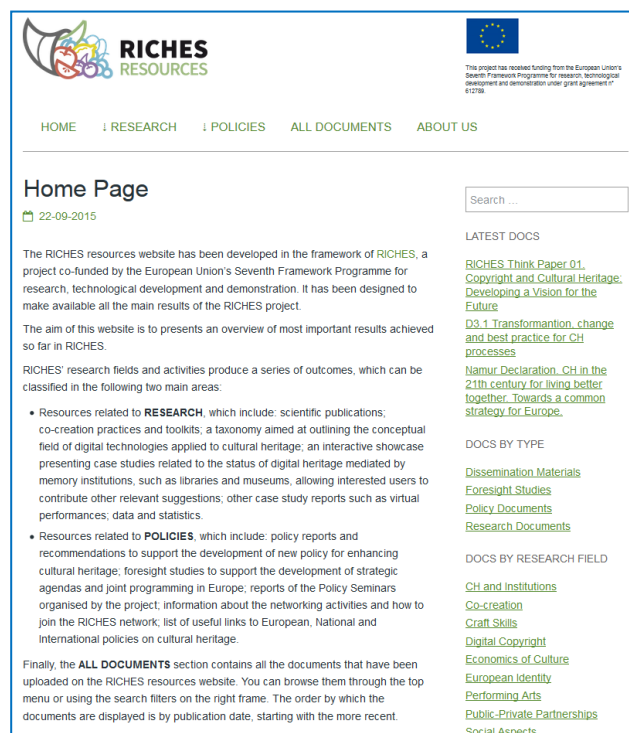 RICHES
RESOURCES
This project has received funding from the European Union's
Seventh Framework Programme for research, technological
development and demonstration under grant agreement n°
612789.
HOME ↓ RESEARCH ↓ POLICIES ALL DOCUMENTS ABOUT US
Home Page
22-09-2015
The RICHES resources website has been developed in the framework of RICHES, a
project co-funded by the European Union's Seventh Framework Programme for
research, technological development and demonstration. It has been designed to
make available all the main results of the RICHES project.
The aim of this website is to presents an overview of most important results achieved
so far in RICHES.
RICHES' research fields and activities produce a series of outcomes, which can be
classified in the following two main areas:
• Resources related to RESEARCH, which include: scientific publications;
co-creation practices and toolkits; a taxonomy aimed at outlining the conceptual
field of digital technologies applied to cultural heritage; an interactive showcase
presenting case studies related to the status of digital heritage mediated by
memory institutions, such as libraries and museums, allowing interested users to
contribute other relevant suggestions; other case study reports such as virtual
performances; data and statistics.
• Resources related to POLICIES, which include: policy reports and
recommendations to support the development of new policy for enhancing
cultural heritage; foresight studies to support the development of strategic
agendas and joint programming in Europe; reports of the Policy Seminars
organised by the project; information about the networking activities and how to
join the RICHES network; list of useful links to European, National and
International policies on cultural heritage.
Finally, the ALL DOCUMENTS section contains all the documents that have been
uploaded on the RICHES resources website. You can browse them through the top
menu or using the search filters on the right frame. The order by which the
documents are displayed is by publication date, starting with the more recent.
Search …
LATEST DOCS
RICHES Think Paper 01.
Copyright and Cultural Heritage:
Developing a Vision for the
Future
D3.1 Transformantion, change
and best practice for CH
processes
Namur Declaration. CH in the
21th century for living better
together. Towards a common
strategy for Europe.
DOCS BY TYPE
Dissemination Materials
Foresight Studies
Policy Documents
Research Documents
DOCS BY RESEARCH FIELD
CH and Institutions
Co-creation
Craft Skills
Digital Copyright
Economics of Culture
European Identity
Performing Arts
Public-Private Partnerships
Social Aspects